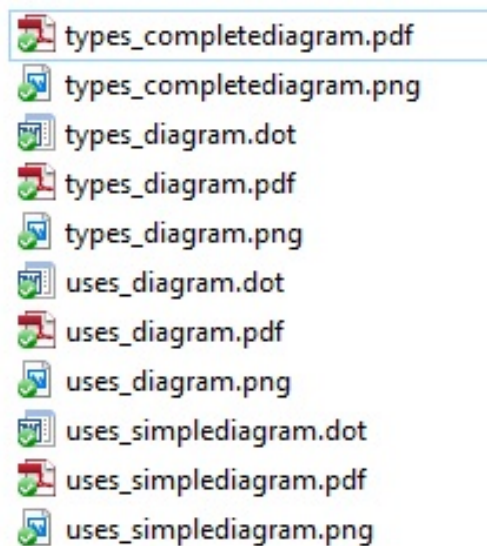 types_completediagram.pdf
types_completediagram.png
types_diagram.dot
types_diagram.pdf
types_diagram.png
uses_diagram.dot
uses_diagram.pdf
uses_diagram.png
uses_simplediagram.dot
uses_simplediagram.pdf
uses_simplediagram.png